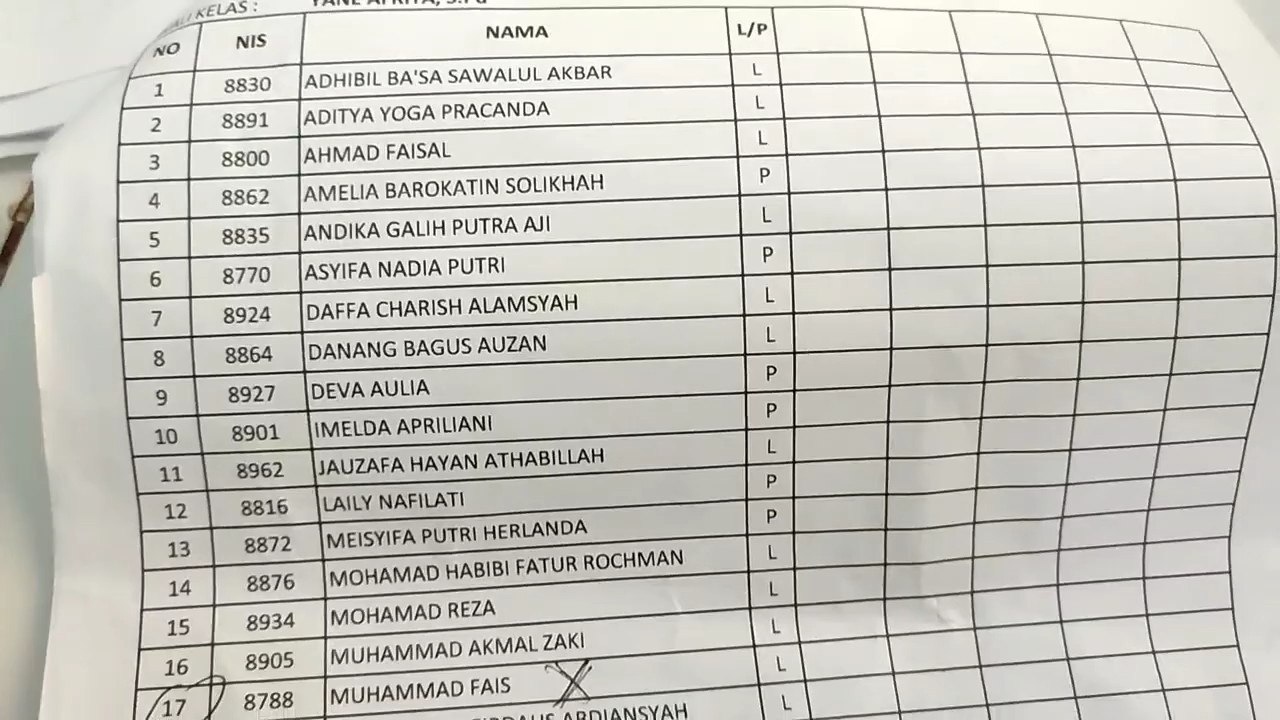 KELAS :
NO NIS NAMA L/P
1 8830 ADHIBIL BA'SA SAWALUL AKBAR L
2 8891 ADITYA YOGA PRACANDA L
3 8800 AHMAD FAISAL L
4 8862 AMELIA BAROKATIN SOLIKHAH P
5 8835 ANDIKA GALIH PUTRA AJI L
6 8770 ASYIFA NADIA PUTRI P
7 8924 DAFFA CHARISH ALAMSYAH L
8 8864 DANANG BAGUS AUZAN L
9 8927 DEVA AULIA P
10 8901 IMELDA APRILIANI P
11 8962 JAUZAFA HAYAN ATHABILLAH L
12 8816 LAILY NAFILATI P
13 8872 MEISYIFA PUTRI HERLANDA P
14 8876 MOHAMAD HABIBI FATUR ROCHMAN L
15 8934 MOHAMAD REZA L
16 8905 MUHAMMAD AKMAL ZAKI L
17 8788 MUHAMMAD FAIS L
ARDIANSYAH L